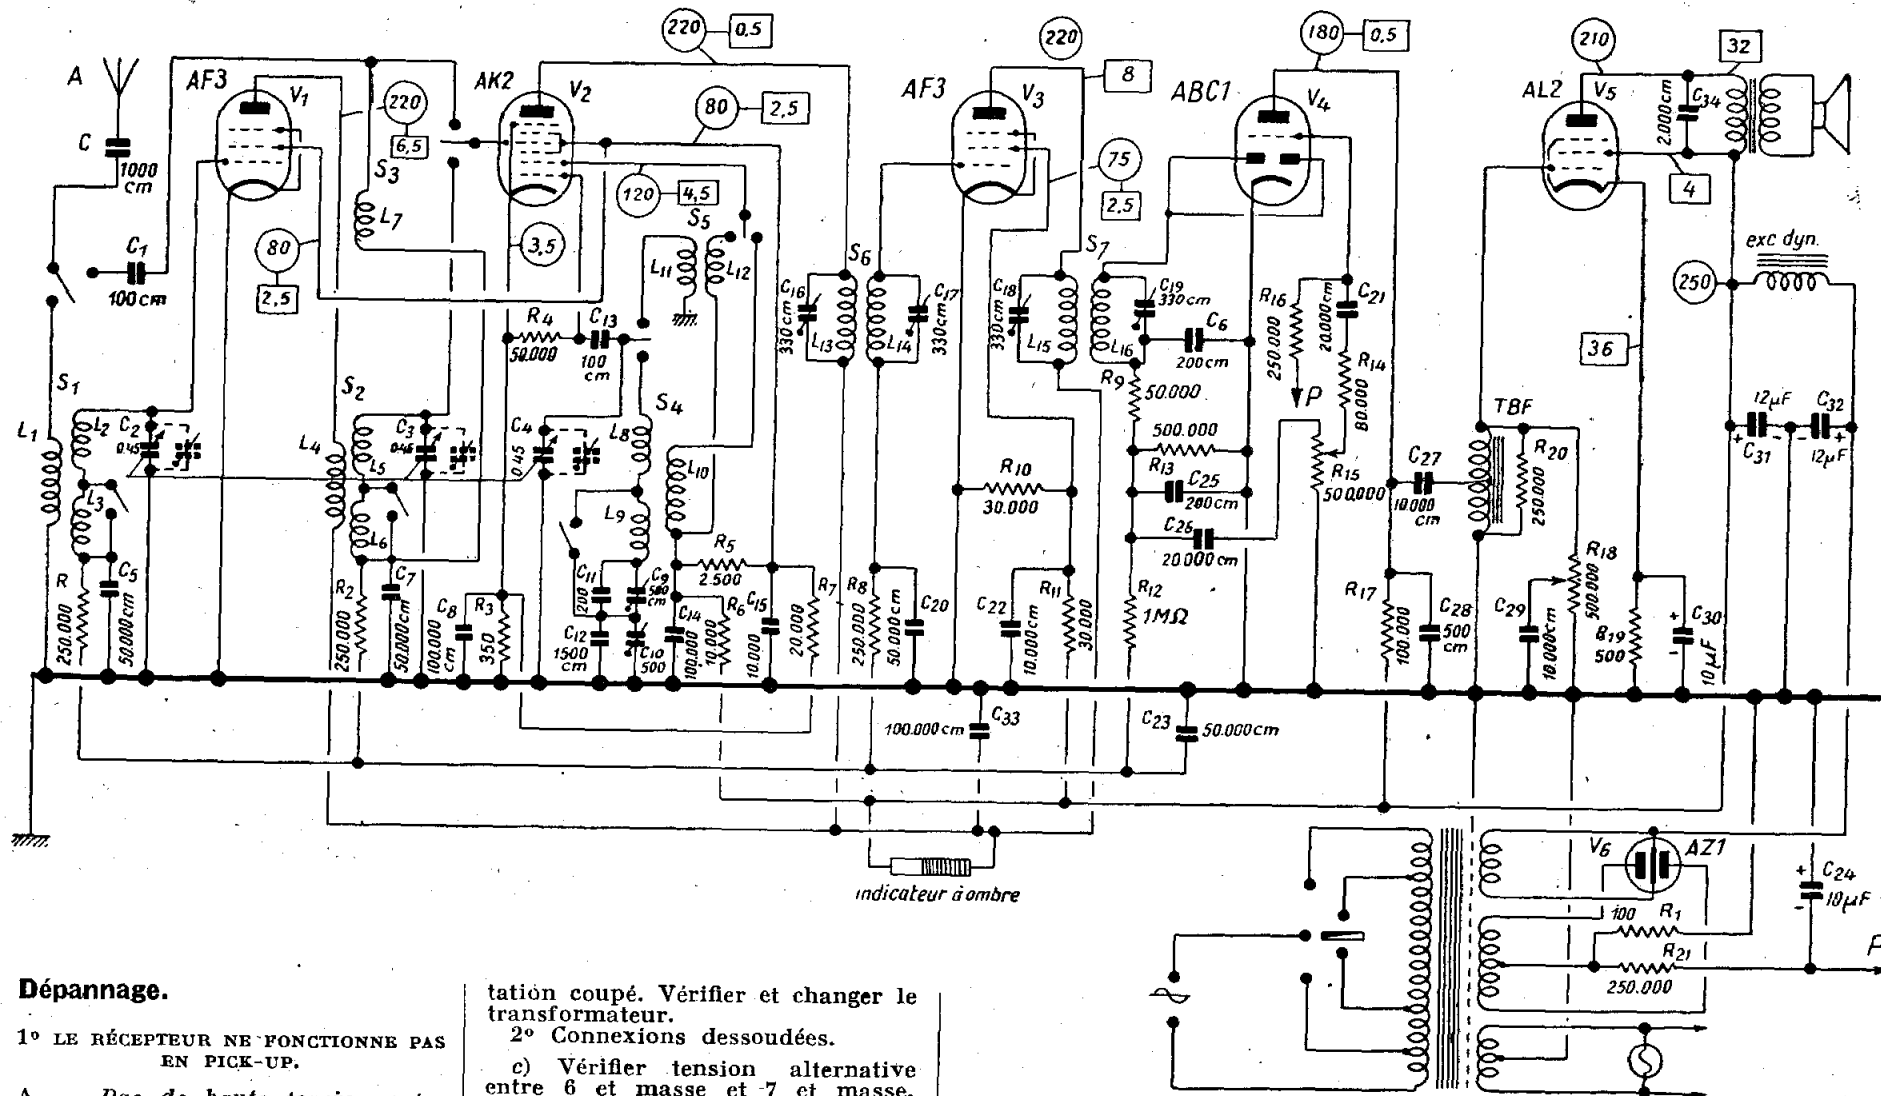 220
0,5
220
180
0,5
210
32
A
AF3
V1
220
6,5
AK2
V2
80
2,5
AF3
V3
8
ABC1
V4
AL2
V5
C34
2.000 cm
C
1000
cm
S3
L7
120
4,5
75
2,5
4
C1
100 cm
80
2,5
3,5
S5
L11
L12
S6
S7
exc dyn.
250
C16
330 cm
L13
C17
330 cm
L14
C18
330 cm
L15
C19
330 cm
L16
C6
200 cm
R16
250.000
C21
20.000 cm
R14
80.000
P
36
R4
50.000
C13
100
cm
S1
L1
L2
C2
0.45
L3
S2
L4
L5
C3
0.45
L6
C4
0.45
L8
S4
L9
L10
R9
50.000
500.000
R13
C25
200 cm
C26
20.000 cm
R15
500.000
TBF
R20
250.000
C27
10.000
cm
12µF
C31
C32
12µF
+
-
-
+
R10
30.000
R
250.000
C5
50.000 cm
R2
250.000
C7
50.000 cm
C8
100.000
cm
R3
350
C11
200
C9
500
cm
C12
1500
cm
C10
500
C14
100.000
R5
2.500
R6
10.000
C15
10.000
R7
20.000
R8
250.000
C20
50.000 cm
C22
10.000 cm
R11
30.000
R12
1MΩ
R17
100.000
C28
500
cm
C29
10.000 cm
R18
500.000
R19
500
+
-
C30
10 µF
100.000 cm
C33
C23
50.000 cm
indicateur à ombre
V6
AZ1
100
R1
R21
250.000
+
-
C24
10µF
Dépannage.
1º LE RÉCEPTEUR NE FONCTIONNE PAS
EN PICK-UP.
tation coupé. Vérifier et changer le
transformateur.
2º Connexions dessoudées.
c) Vérifier tension alternative
entre 6 et masse et 7 et masse.